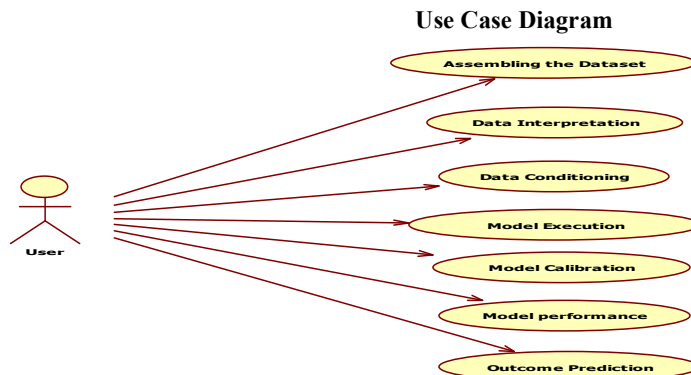 Use Case Diagram
Assembling the Dataset
Data Interpretation
Data Conditioning
Model Execution
User
Model Calibration
Model performance
Outcome Prediction